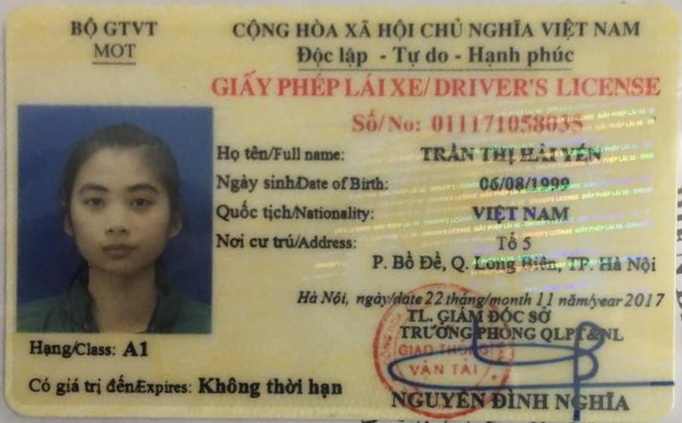 BỘ GTVT
MOT
CỘNG HÒA XÃ HỘI CHỦ NGHĨA VIỆT NAM
Độc lập - Tự do - Hạnh phúc
GIẤY PHÉP LÁI XE/ DRIVER'S LICENSE
Số/No: 011171058038
Họ tên/Full name: TRẦN THỊ HẢI YẾN
Ngày sinh/Date of Birth: 06/08/1999
Quốc tịch/Nationality: VIỆT NAM
Nơi cư trú/Address: Tổ 5
P. Bồ Đề, Q. Long Biên, TP. Hà Nội
Hà Nội, ngày/date 22 tháng/month 11 năm/year 2017
TL. GIÁM ĐỐC SỞ
TRƯỞNG PHÒNG QLPT&NL
GIAO THÔNG
VẬN TẢI
Hạng/Class: A1
Có giá trị đến/Expires: Không thời hạn
NGUYỄN ĐÌNH NGHĨA